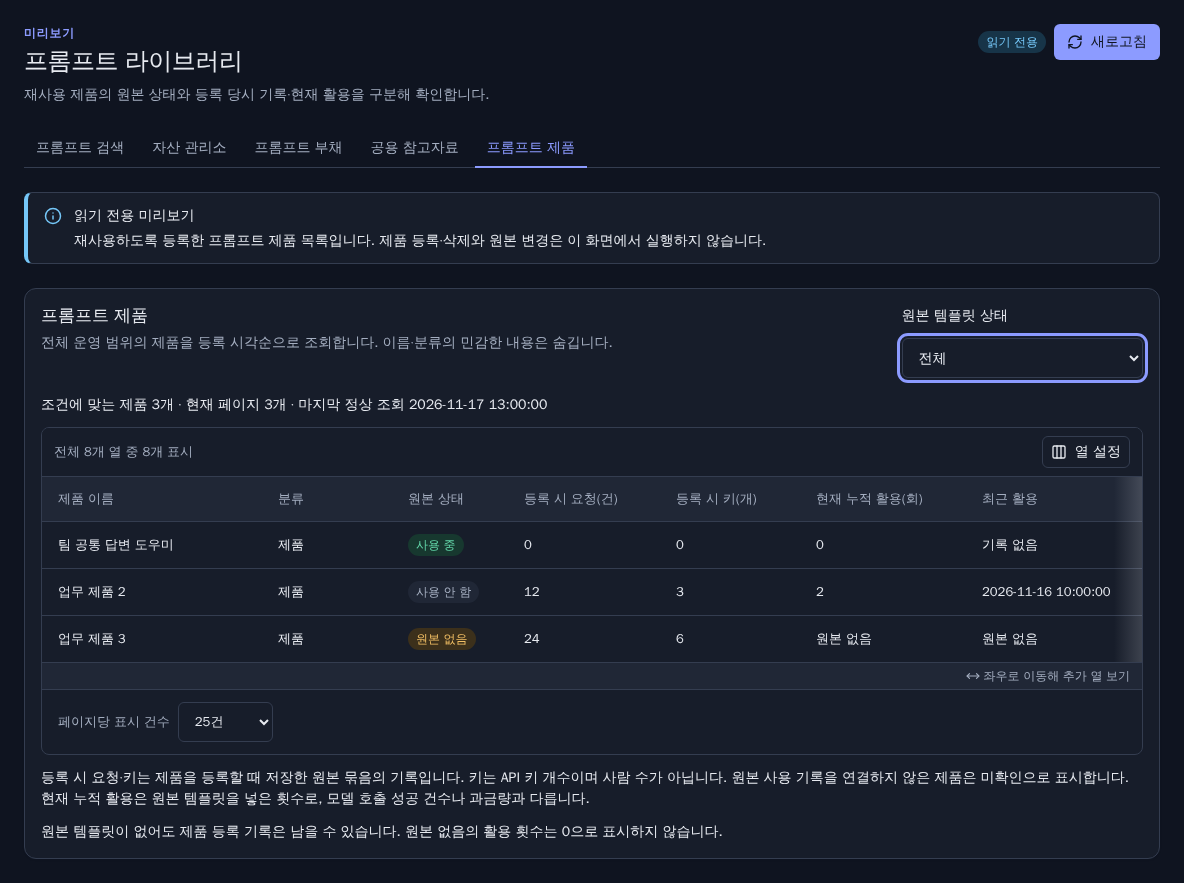 미리보기
프롬프트 라이브러리
재사용 제품의 원본 상태와 등록 당시 기록·현재 활용을 구분해 확인합니다.
읽기 전용
새로고침
프롬프트 검색 자산 관리소 프롬프트 부채 공용 참고자료 프롬프트 제품
읽기 전용 미리보기
재사용하도록 등록한 프롬프트 제품 목록입니다. 제품 등록·삭제와 원본 변경은 이 화면에서 실행하지 않습니다.
프롬프트 제품
전체 운영 범위의 제품을 등록 시각순으로 조회합니다. 이름·분류의 민감한 내용은 숨깁니다.
원본 템플릿 상태
전체
조건에 맞는 제품 3개 · 현재 페이지 3개 · 마지막 정상 조회 2026-11-17 13:00:00
전체 8개 열 중 8개 표시
열 설정
제품 이름 분류 원본 상태 등록 시 요청(건) 등록 시 키(개) 현재 누적 활용(회) 최근 활용
팀 공통 답변 도우미 제품 사용 중 0 0 0 기록 없음
업무 제품 2 제품 사용 안 함 12 3 2 2026-11-16 10:00:00
업무 제품 3 제품 원본 없음 24 6 원본 없음 원본 없음
↔ 좌우로 이동해 추가 열 보기
페이지당 표시 건수 25건
등록 시 요청·키는 제품을 등록할 때 저장한 원본 묶음의 기록입니다. 키는 API 키 개수이며 사람 수가 아닙니다. 원본 사용 기록을 연결하지 않은 제품은 미확인으로 표시합니다.
현재 누적 활용은 원본 템플릿을 넣은 횟수로, 모델 호출 성공 건수나 과금량과 다릅니다.
원본 템플릿이 없어도 제품 등록 기록은 남을 수 있습니다. 원본 없음의 활용 횟수는 0으로 표시하지 않습니다.